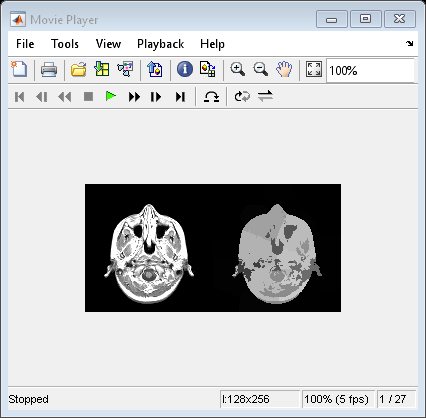 Movie Player
File Tools View Playback Help
100%
Stopped I:128x256 100% (5 fps) 1 / 27